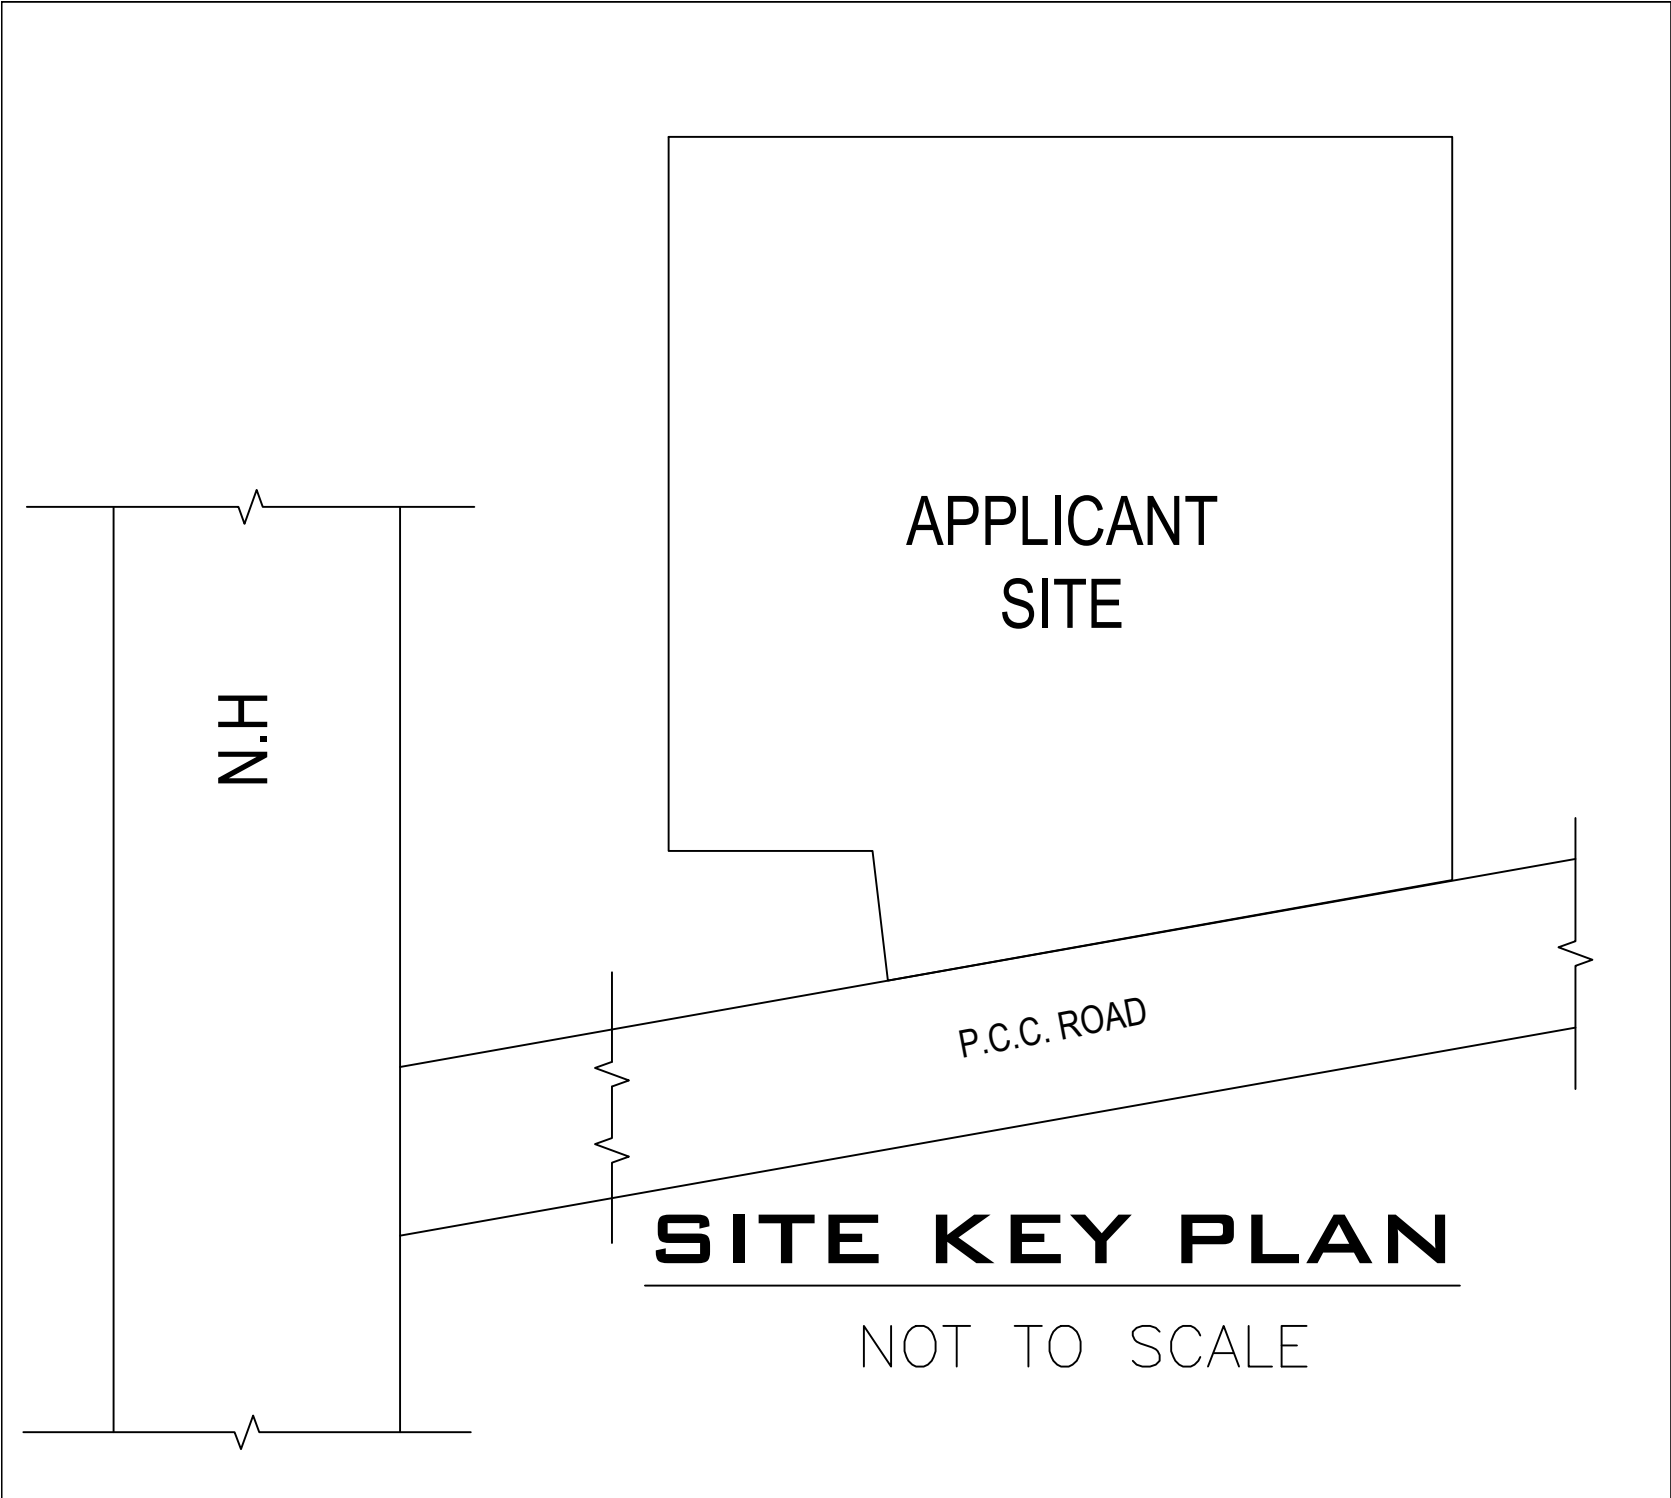 APPLICANT
SITE
N.H
P.C.C. ROAD
SITE KEY PLAN
NOT TO SCALE